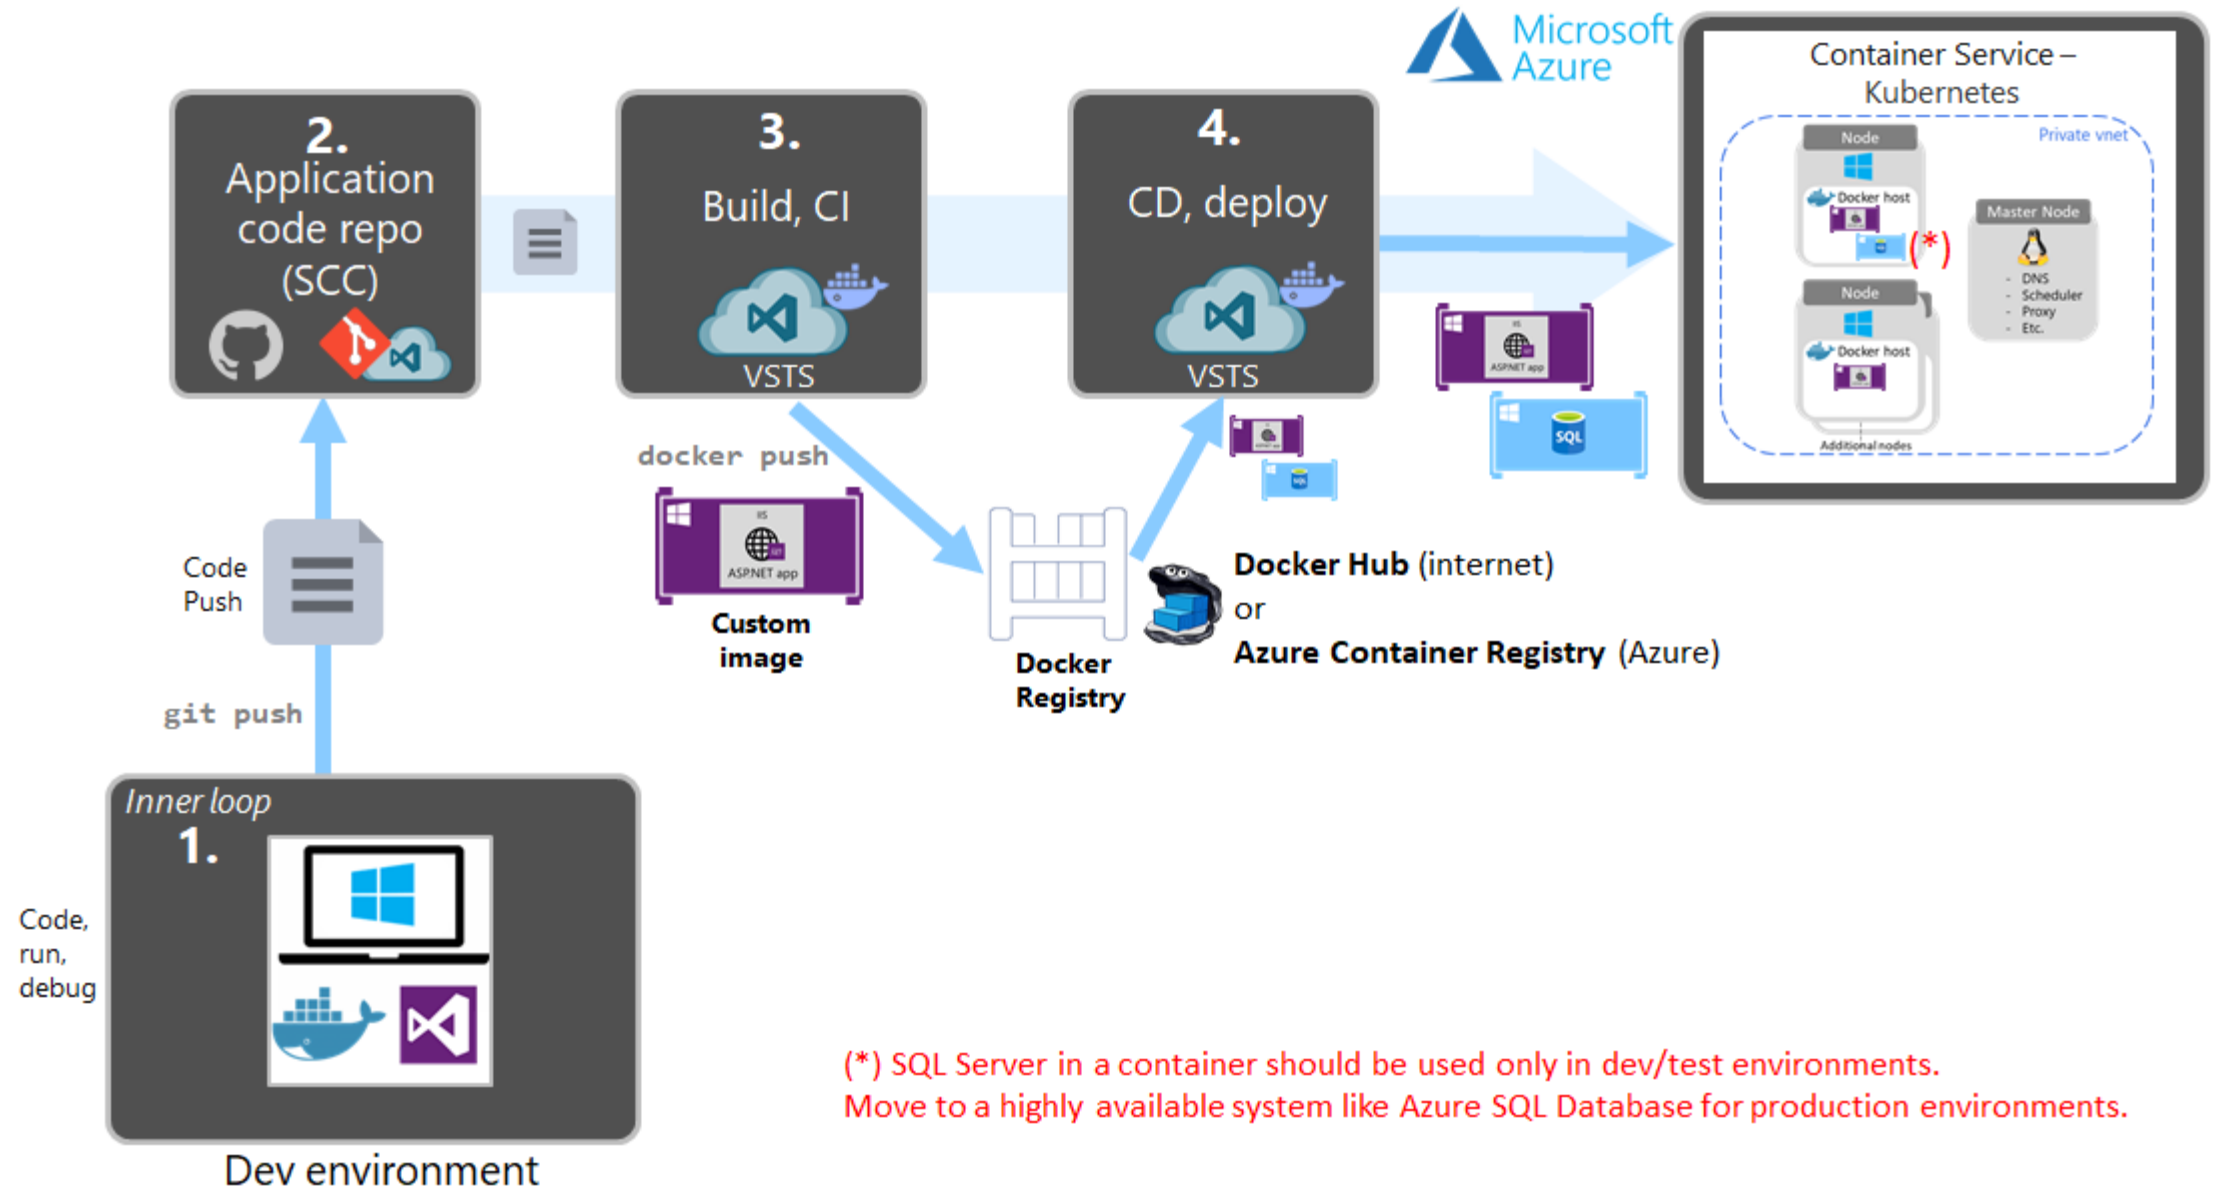 Microsoft
Azure
Container Service –
Kubernetes
Private vnet
Node
Docker host
(*)
Master Node
- DNS
- Scheduler
- Proxy
- Etc.
Node
Docker host
Additional nodes
2.
Application
code repo
(SCC)
3.
Build, CI
VSTS
4.
CD, deploy
VSTS
IIS
ASP.NET app
SQL
SQL
docker push
IIS
ASP.NET app
Custom
image
Docker
Registry
Docker Hub (internet)
or
Azure Container Registry (Azure)
Code
Push
git push
Inner loop
1.
Code,
run,
debug
Dev environment
(*) SQL Server in a container should be used only in dev/test environments.
Move to a highly available system like Azure SQL Database for production environments.